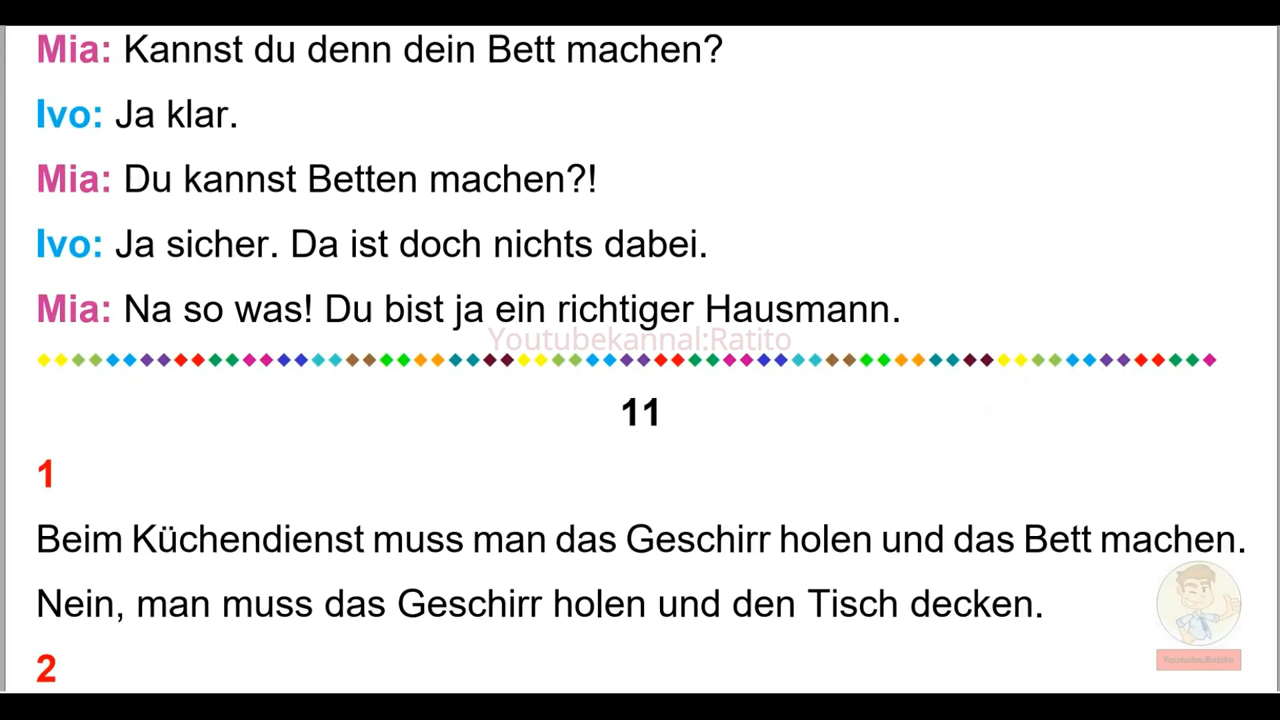 Mia: Kannst du denn dein Bett machen?
Ivo: Ja klar.
Mia: Du kannst Betten machen?!
Ivo: Ja sicher. Da ist doch nichts dabei.
Mia: Na so was! Du bist ja ein richtiger Hausmann.
Youtubekannal:Ratito
11
1
Beim Küchendienst muss man das Geschirr holen und das Bett machen.
Nein, man muss das Geschirr holen und den Tisch decken.
Youtube:Ratito
2